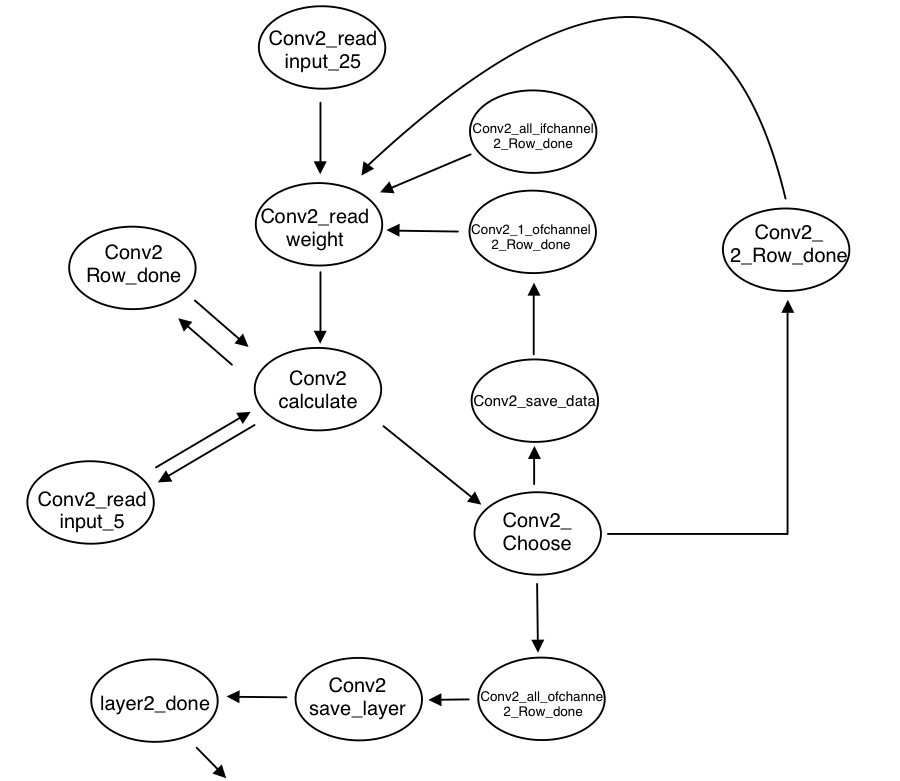 Conv2_read
input_25
Conv2_all_ifchannel
2_Row_done
Conv2_read
weight
Conv2_1_ofchannel
2_Row_done
Conv2_
2_Row_done
Conv2
Row_done
Conv2
calculate
Conv2_save_data
Conv2_read
input_5
Conv2_
Choose
layer2_done
Conv2
save_layer
Conv2_all_ofchanne
2_Row_done